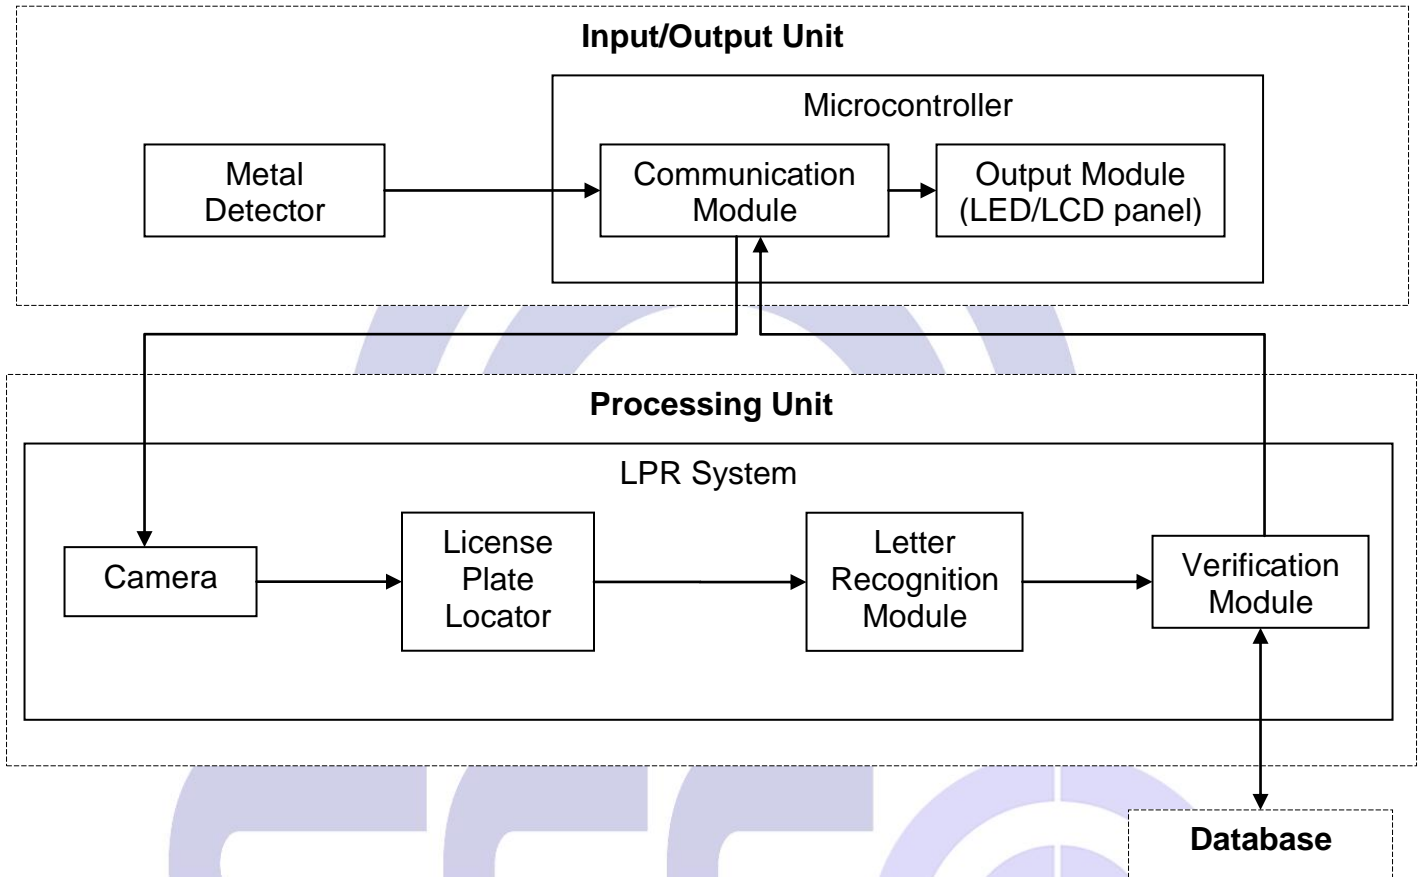 Input/Output Unit
Microcontroller
Metal
Detector
Communication
Module
Output Module
(LED/LCD panel)
Processing Unit
LPR System
Camera
License
Plate
Locator
Letter
Recognition
Module
Verification
Module
Database